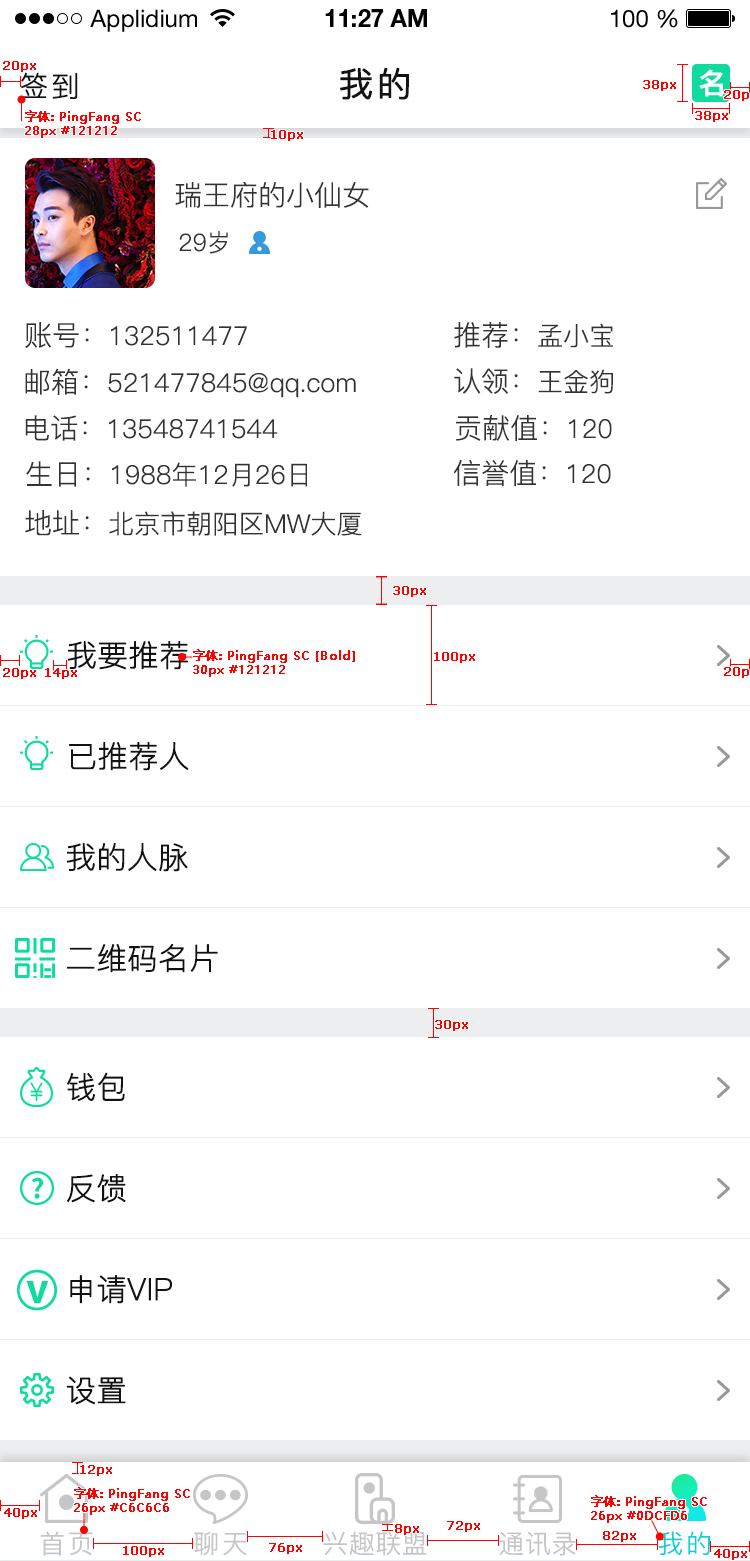 Applidium 11:27 AM 100 %
20px
签到 我的 38px 名 20p
字体: PingFang SC 38px
28px #121212
10px
瑞王府的小仙女
29岁
账号：132511477 推荐：孟小宝
邮箱：521477845@qq.com 认领：王金狗
电话：13548741544 贡献值：120
生日：1988年12月26日 信誉值：120
地址：北京市朝阳区MW大厦
30px
我要推荐 字体: PingFang SC [Bold] 100px
20px 14px 30px #121212 20p
已推荐人
我的人脉
二维码名片
30px
钱包
反馈
申请VIP
设置
12px
字体: PingFang SC 字体: PingFang SC
40px 26px #C6C6C6 26px #0DCFD6
8px 72px 82px
首页 聊天 兴趣联盟 通讯录 我的
100px 76px 40px